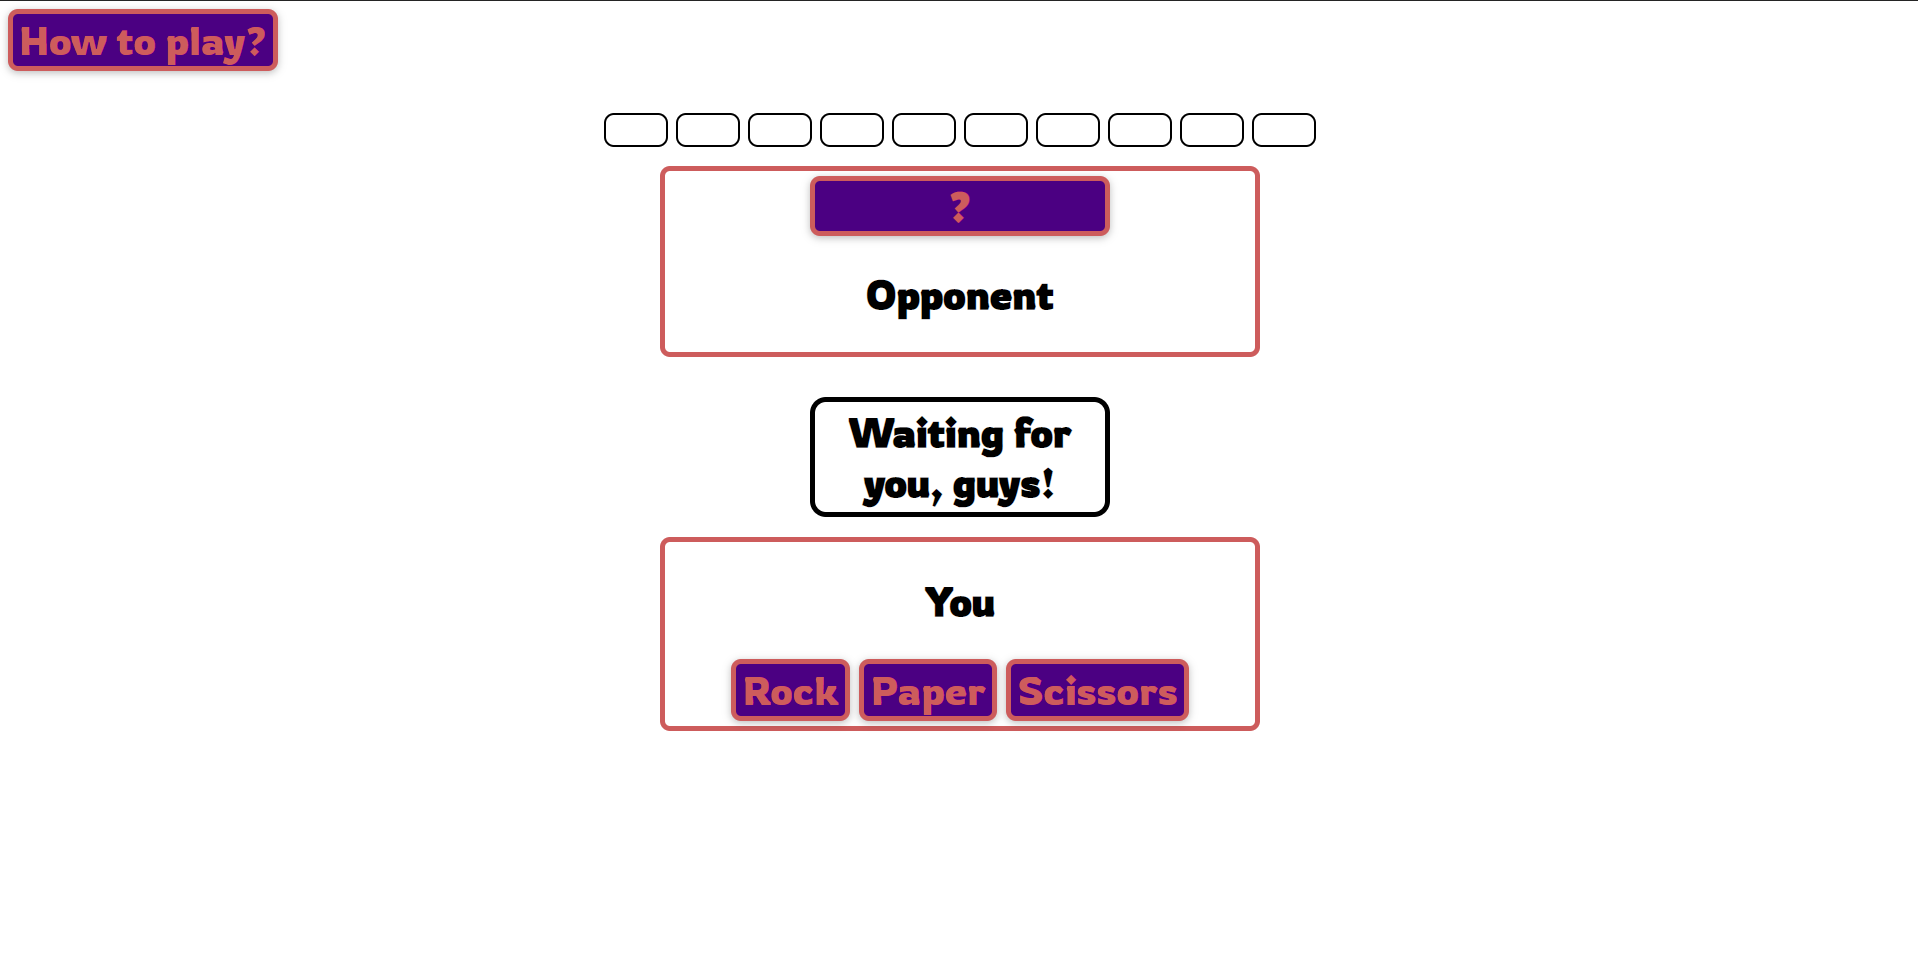 How to play?
?
Opponent
Waiting for
you, guys!
You
Rock Paper Scissors